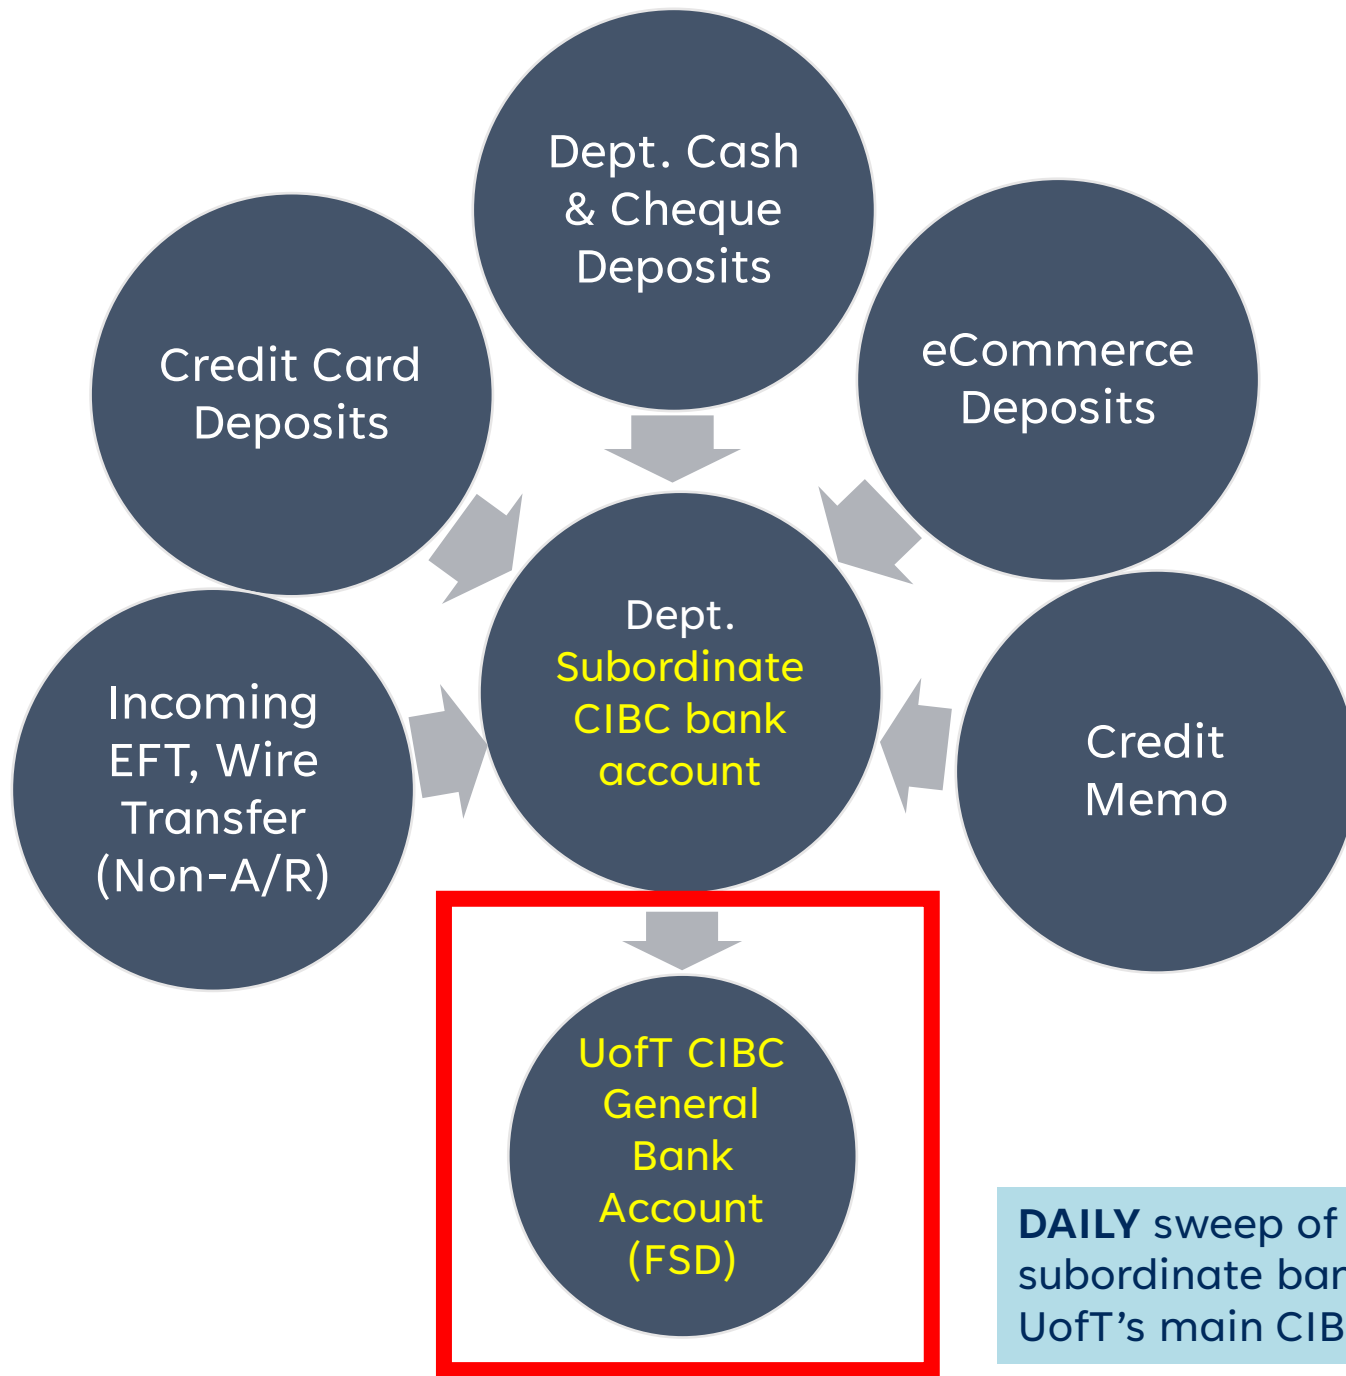 Dept. Cash
& Cheque
Deposits
Credit Card
Deposits
eCommerce
Deposits
Incoming
EFT, Wire
Transfer
(Non-A/R)
Dept.
Subordinate
CIBC bank
account
Credit
Memo
UofT CIBC
General
Bank
Account
(FSD)
DAILY sweep of
subordinate
UofT's main